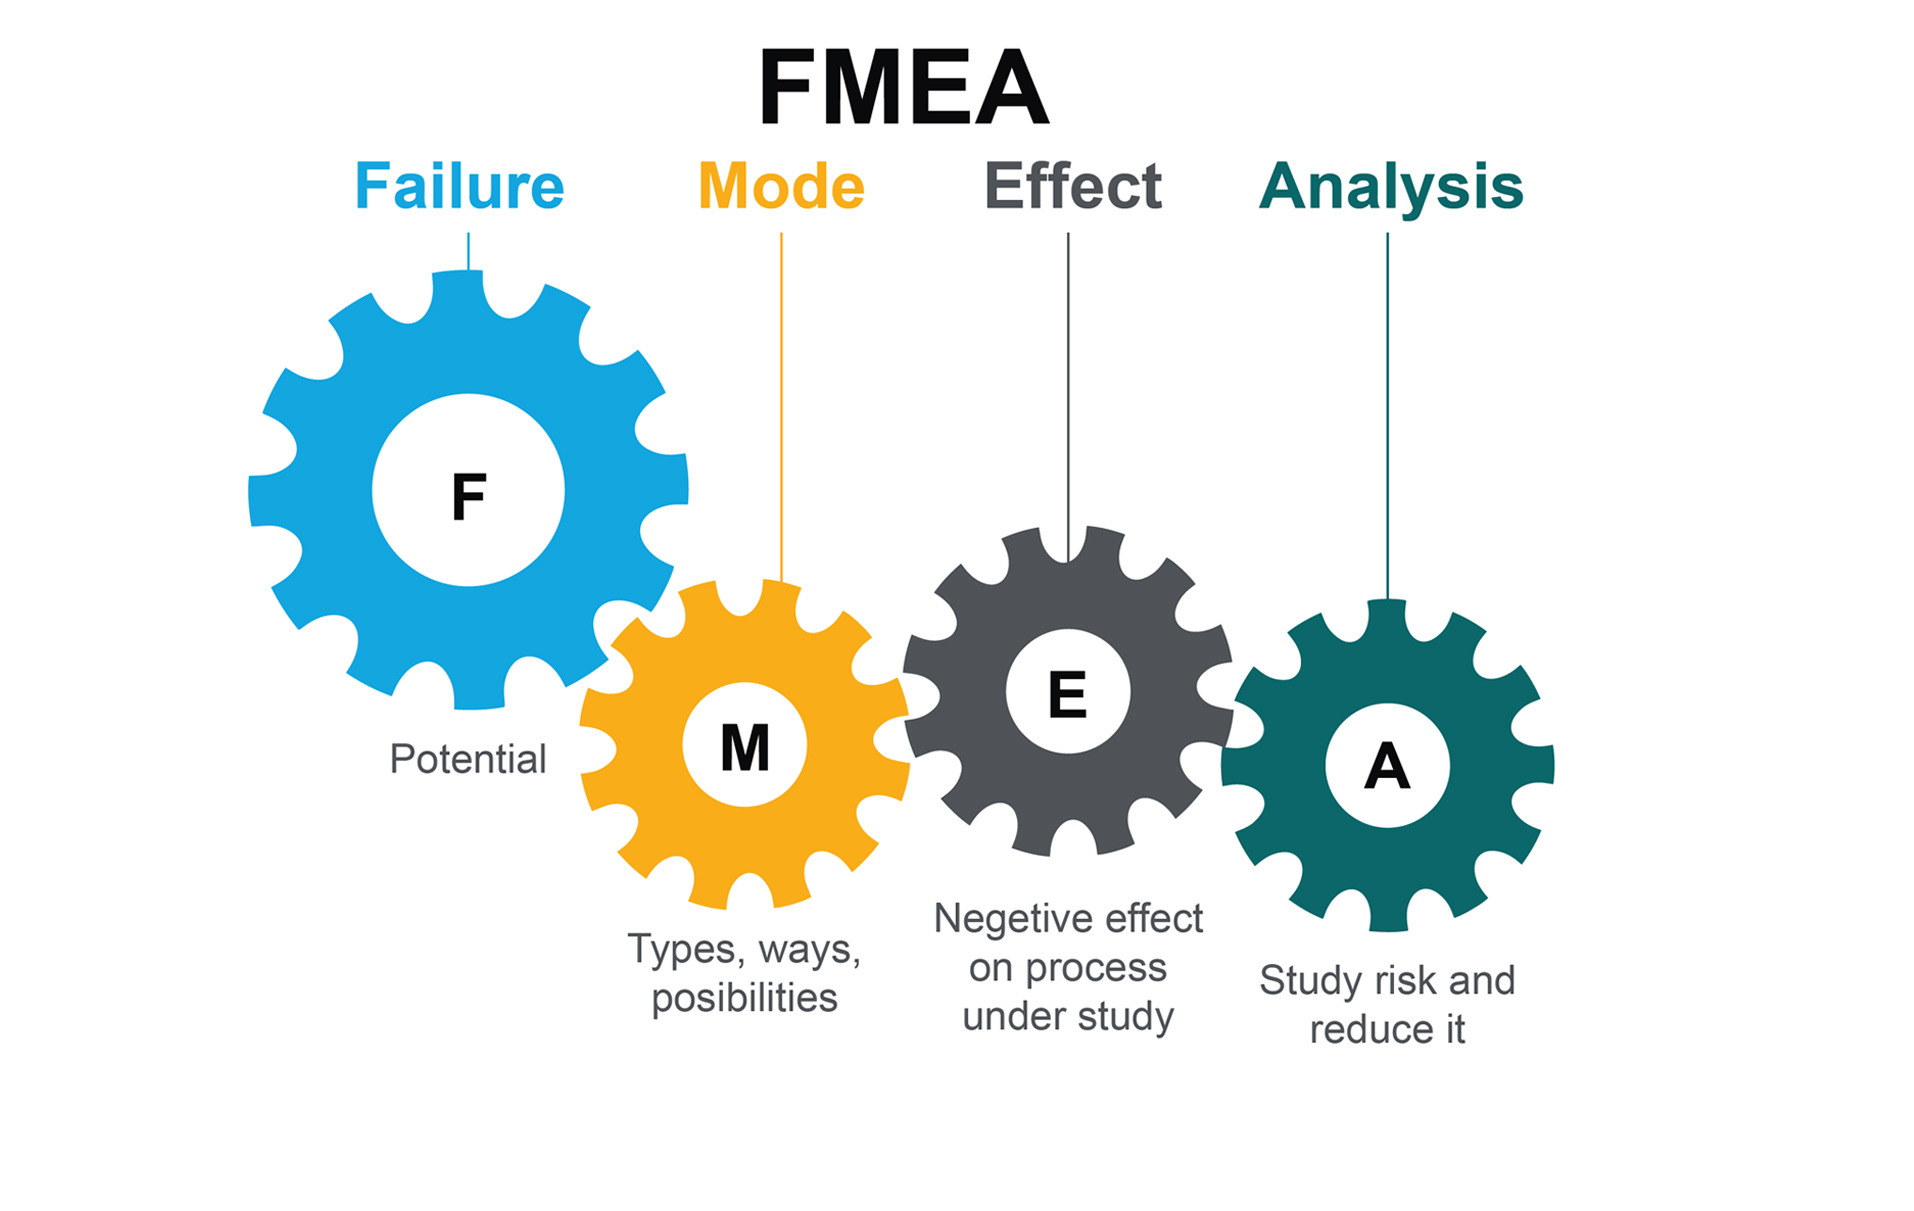 FMEA
Failure
Mode
Effect
Analysis
F
M
E
A
Potential
Types, ways,
posibilities
Negetive effect
on process
under study
Study risk and
reduce it